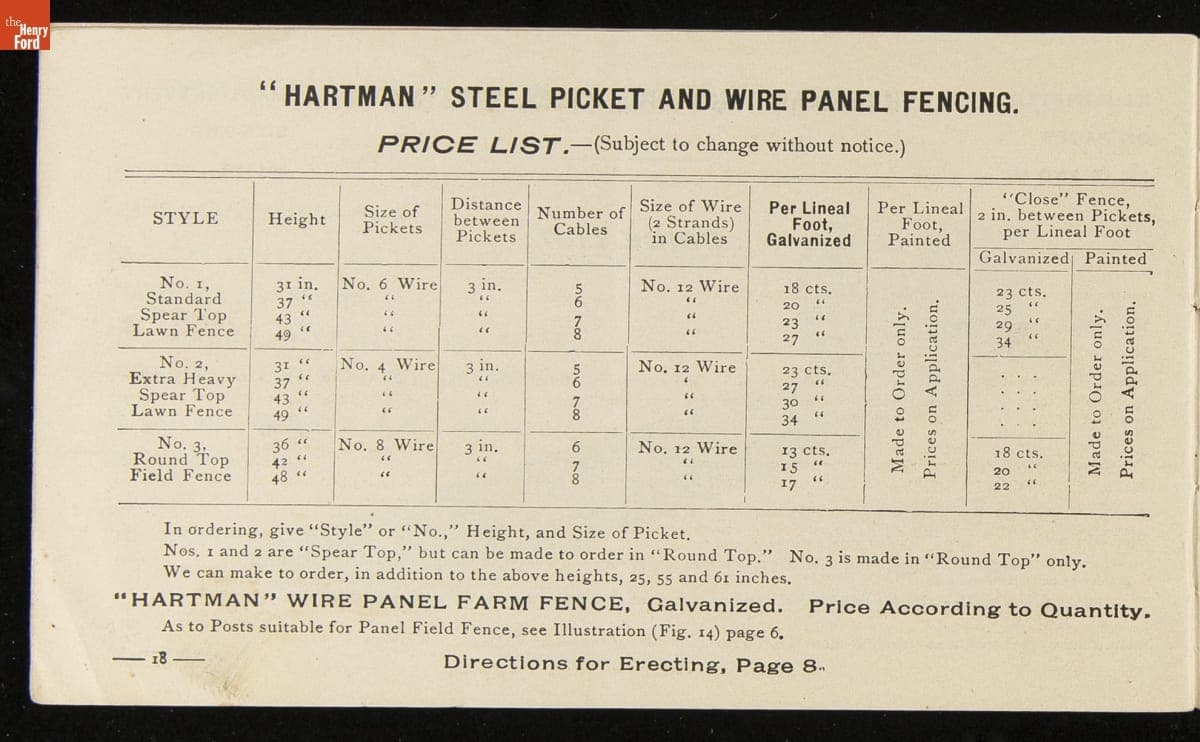 the
Henry
Ford
"HARTMAN" STEEL PICKET AND WIRE PANEL FENCING.
PRICE LIST.—(Subject to change without notice.)
STYLE Height Size of Pickets Distance between Pickets Number of Cables Size of Wire (2 Strands) in Cables Per Lineal Foot, Galvanized Per Lineal Foot, Painted "Close" Fence, 2 in. between Pickets, per Lineal Foot
Galvanized Painted
No. 1, 31 in. No. 6 Wire 3 in. 5 No. 12 Wire 18 cts. 23 cts.
Standard 37 " " " 6 " 20 " 25 "
Spear Top 43 " " " 7 " 23 " 29 "
Lawn Fence 49 " " " 8 " 27 " 34 "
No. 2, 31 " No. 4 Wire 3 in. 5 No. 12 Wire 23 cts. . . .
Extra Heavy 37 " " " 6 ' 27 " . . .
Spear Top 43 " " " 7 " 30 " . . .
Lawn Fence 49 " " " 8 " 34 " . . .
No. 3, 36 " No. 8 Wire 3 in. 6 No. 12 Wire 13 cts. 18 cts.
Round Top 42 " " " 7 " 15 " 20 "
Field Fence 48 " " " 8 " 17 " 22 "
Made to Order only.
Prices on Application.
Made to Order only.
Prices on Application.
In ordering, give "Style" or "No.," Height, and Size of Picket.
Nos. 1 and 2 are "Spear Top," but can be made to order in "Round Top." No. 3 is made in "Round Top" only.
We can make to order, in addition to the above heights, 25, 55 and 61 inches.
"HARTMAN" WIRE PANEL FARM FENCE, Galvanized. Price According to Quantity.
As to Posts suitable for Panel Field Fence, see Illustration (Fig. 14) page 6.
— 18 — Directions for Erecting, Page 8.